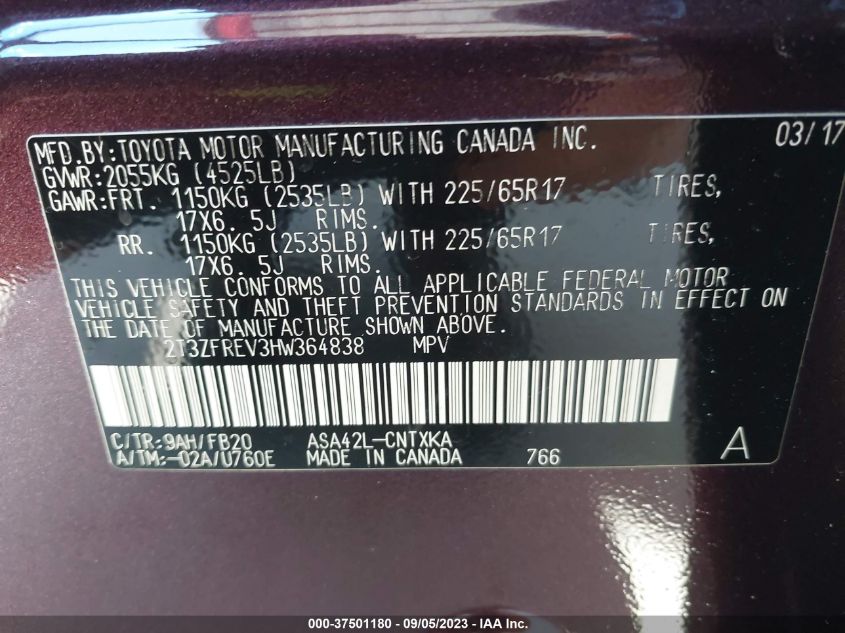 MFD.BY:TOYOTA MOTOR MANUFACTURING CANADA INC. 03/17
GVWR:2055KG (4525LB)
GAWR:FRT. 1150KG (2535LB) WITH 225/65R17 TIRES,
17X6. 5J RIMS.
RR. 1150KG (2535LB) WITH 225/65R17 TIRES,
17X6. 5J RIMS.
THIS VEHICLE CONFORMS TO ALL APPLICABLE FEDERAL MOTOR
VEHICLE SAFETY AND THEFT PREVENTION STANDARDS IN EFFECT ON
THE DATE OF MANUFACTURE SHOWN ABOVE.
2T3ZFREV3HW364838 MPV
C/TR:9AH/FB20 ASA42L-CNTXKA A
A/TM:-02A/U760E MADE IN CANADA 766
000-37501180 - 09/05/2023 - IAA Inc.